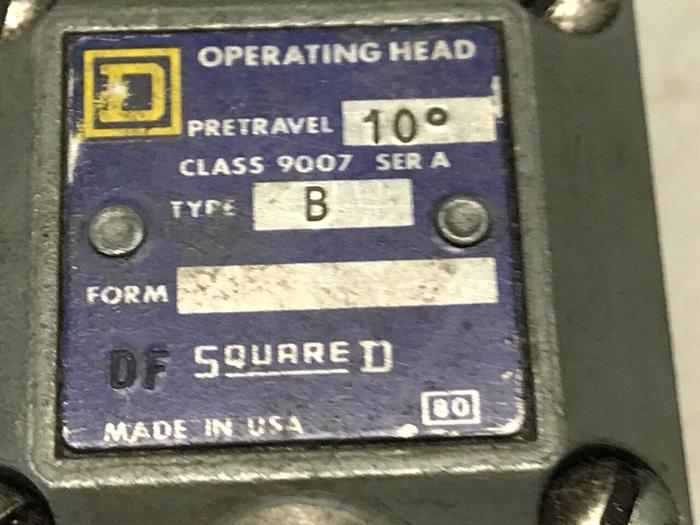 D
OPERATING HEAD
PRETRAVEL 10°
CLASS 9007 SER A
TYPE B
FORM
DF SQUARE D
80
MADE IN USA